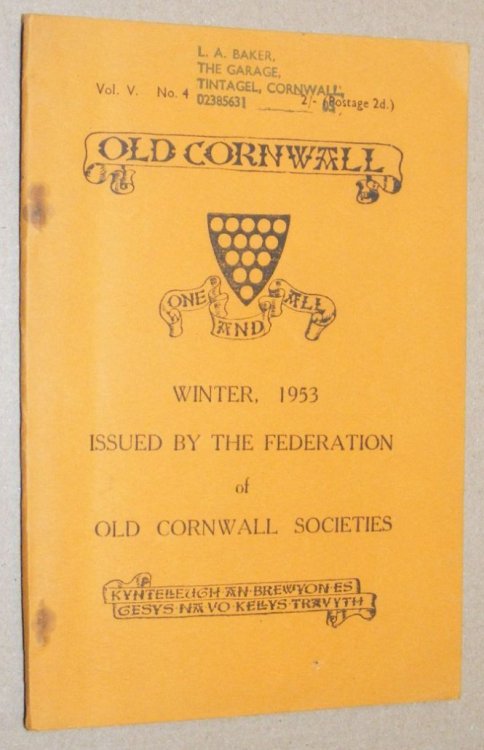 L. A. BAKER,
THE GARAGE,
TINTAGEL, CORNWALL
02385631
Vol. V. No. 4 2/- (Postage 2d.)
OLD CORNWALL
ONE AND ALL
WINTER, 1953
ISSUED BY THE FEDERATION
of
OLD CORNWALL SOCIETIES
KYNTELLEUGH AN BREWYON ES
GESYS NA VO KELLYS TRAVYTH